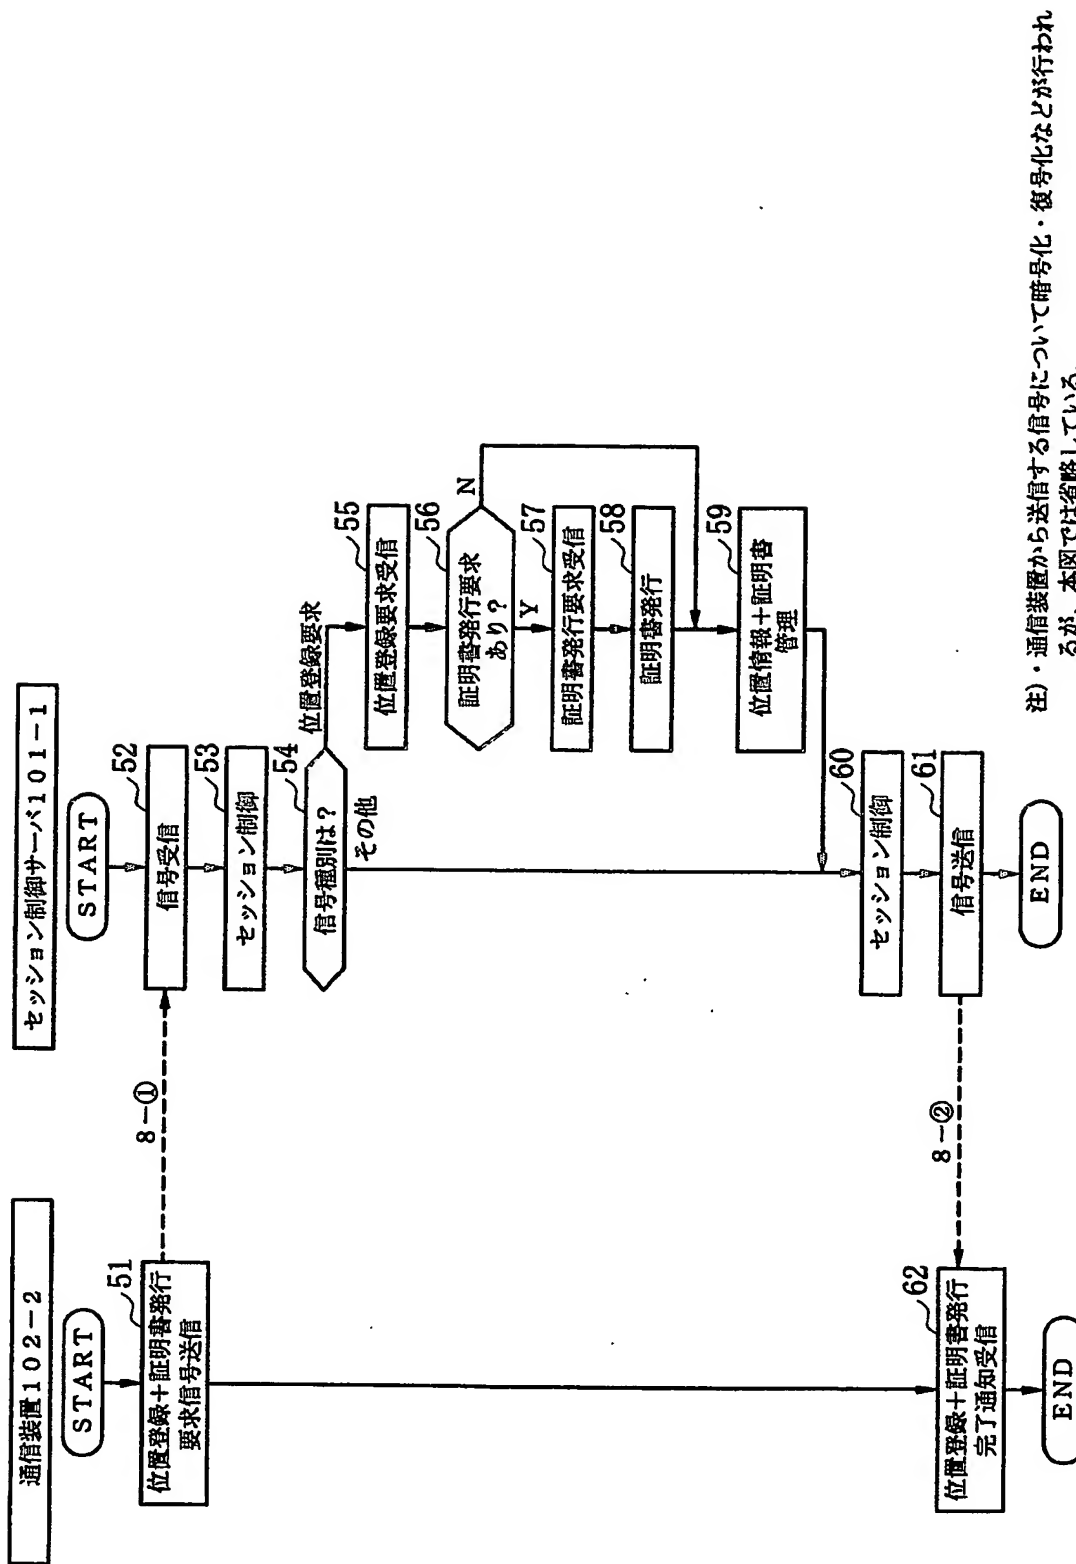 通信装置102-2
START
51
位置登録+証明書発行
要求信号送信
8-①
62
位置登録+証明書発行
完了通知受信
END
セッション制御サーバ101-1
START
52
信号受信
53
セッション制御
54
信号種別は?
位置登録要求
その他
55
位置登録要求受信
56
証明書発行要求
あり?
N
Y
57
証明書発行要求受信
58
証明書発行
59
位置情報+証明書
管理
60
セッション制御
61
信号送信
8-②
END
注)・通信装置から送信する信号について暗号化・復号化などが行われ
るが、本図では省略している。